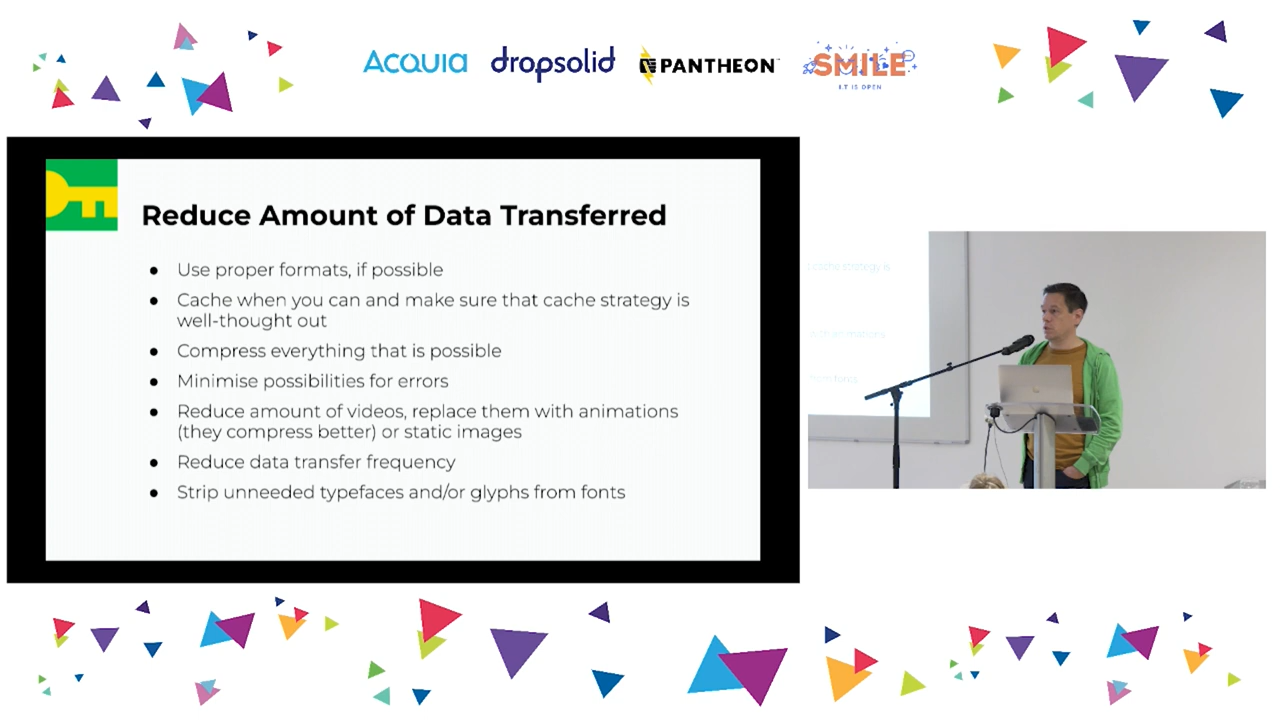 ACQUIA dropsolid PANTHEON SMILE
I.T IS OPEN
Reduce Amount of Data Transferred
● Use proper formats, if possible
● Cache when you can and make sure that cache strategy is
well-thought out
● Compress everything that is possible
● Minimise possibilities for errors
● Reduce amount of videos, replace them with animations
(they compress better) or static images
● Reduce data transfer frequency
● Strip unneeded typefaces and/or glyphs from fonts
cache strategy is